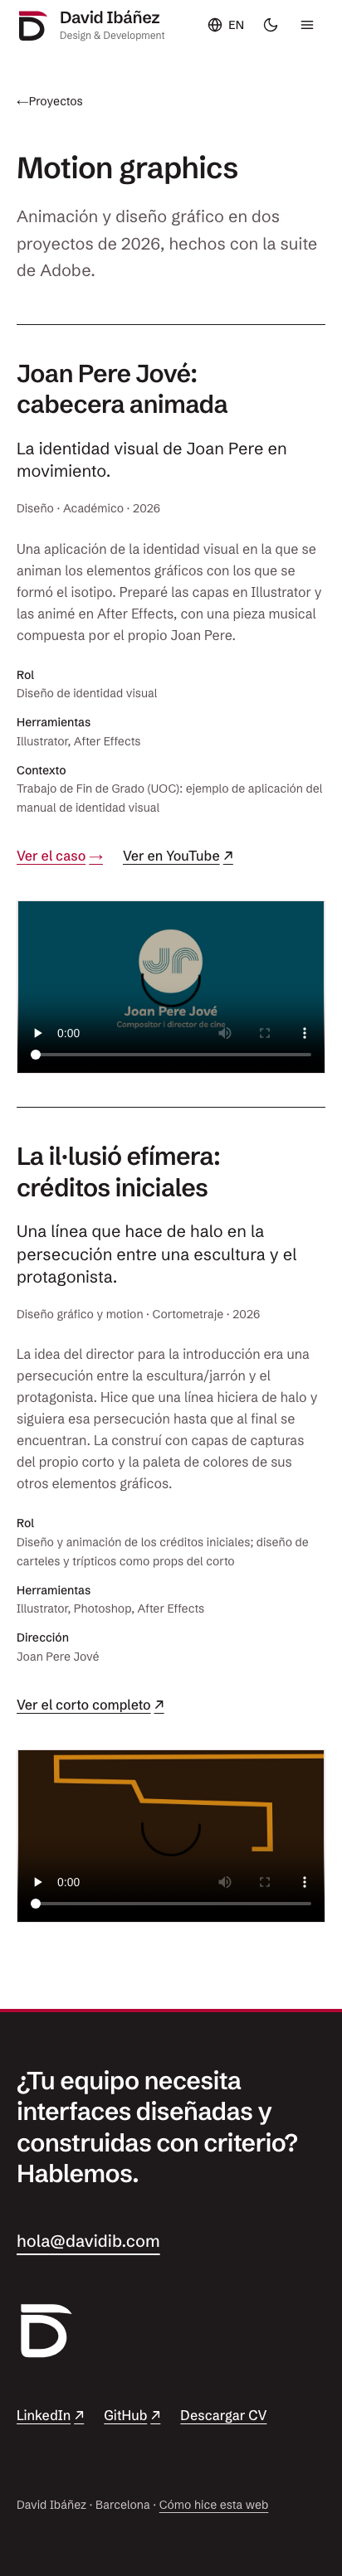 David Ibáñez
Design & Development
EN
←Proyectos
Motion graphics
Animación y diseño gráfico en dos
proyectos de 2026, hechos con la suite
de Adobe.
Joan Pere Jové:
cabecera animada
La identidad visual de Joan Pere en
movimiento.
Diseño · Académico · 2026
Una aplicación de la identidad visual en la que se
animan los elementos gráficos con los que se
formó el isotipo. Preparé las capas en Illustrator y
las animé en After Effects, con una pieza musical
compuesta por el propio Joan Pere.
Rol
Diseño de identidad visual
Herramientas
Illustrator, After Effects
Contexto
Trabajo de Fin de Grado (UOC): ejemplo de aplicación del
manual de identidad visual
Ver el caso → Ver en YouTube ↗
Joan Pere Jové
Compositor i director de cine
0:00
La il·lusió efímera:
créditos iniciales
Una línea que hace de halo en la
persecución entre una escultura y el
protagonista.
Diseño gráfico y motion · Cortometraje · 2026
La idea del director para la introducción era una
persecución entre la escultura/jarrón y el
protagonista. Hice que una línea hiciera de halo y
siguiera esa persecución hasta que al final se
encuentran. La construí con capas de capturas
del propio corto y la paleta de colores de sus
otros elementos gráficos.
Rol
Diseño y animación de los créditos iniciales; diseño de
carteles y trípticos como props del corto
Herramientas
Illustrator, Photoshop, After Effects
Dirección
Joan Pere Jové
Ver el corto completo ↗
0:00
¿Tu equipo necesita
interfaces diseñadas y
construidas con criterio?
Hablemos.
hola@davidib.com
LinkedIn ↗ GitHub ↗ Descargar CV
David Ibáñez · Barcelona · Cómo hice esta web